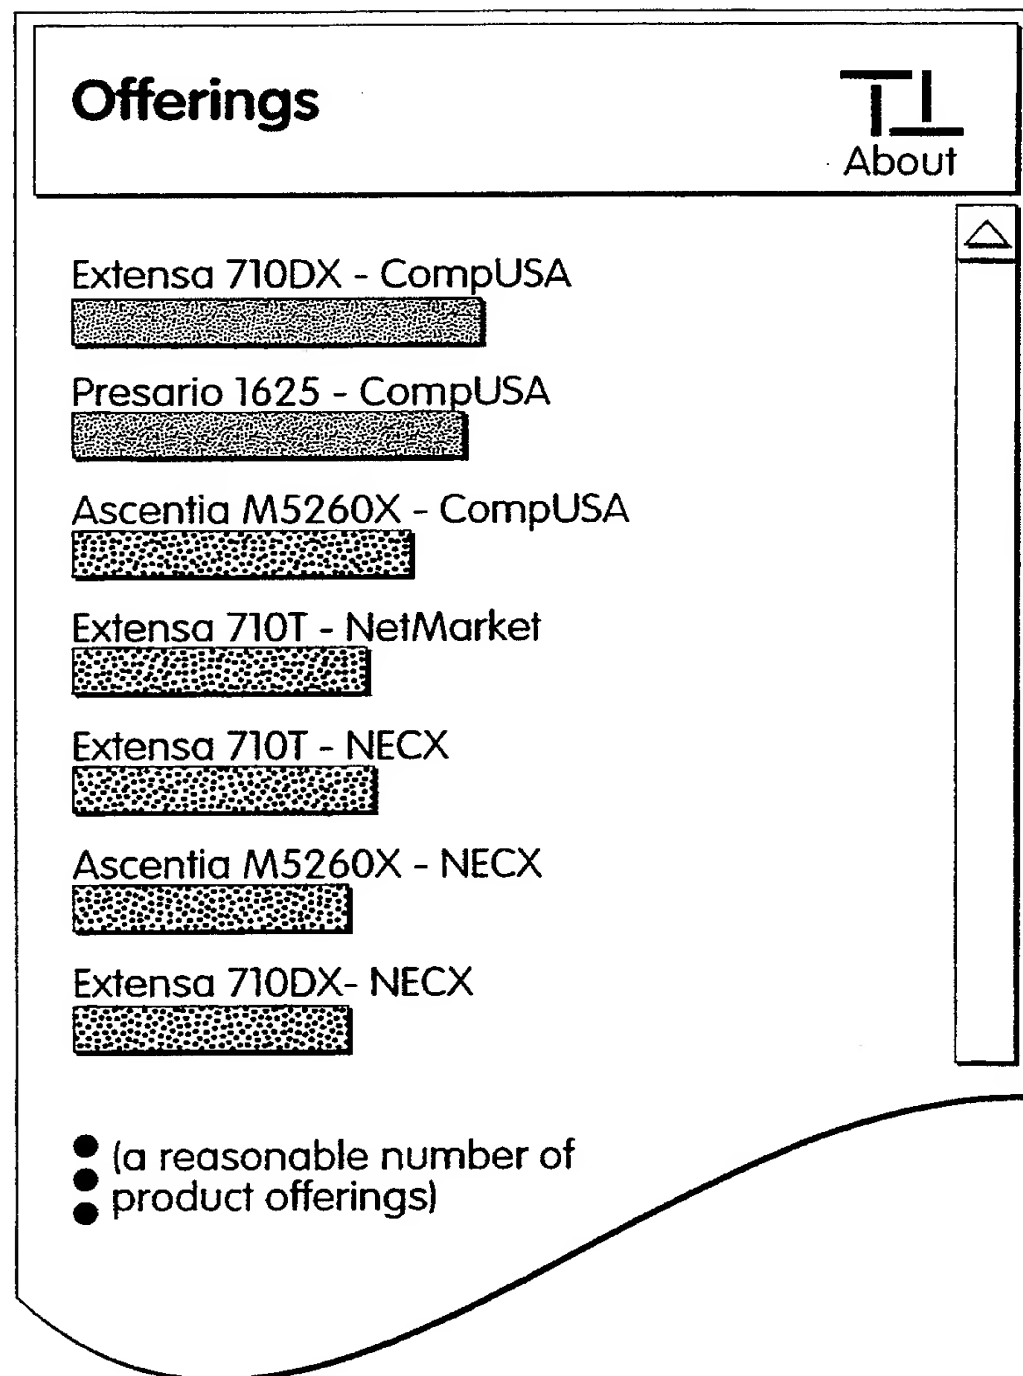 Offerings
About
Extensa 710DX - CompUSA
Presario 1625 - CompUSA
Ascentia M5260X - CompUSA
Extensa 710T - NetMarket
Extensa 710T - NECX
Ascentia M5260X - NECX
Extensa 710DX- NECX
(a reasonable number of
product offerings)